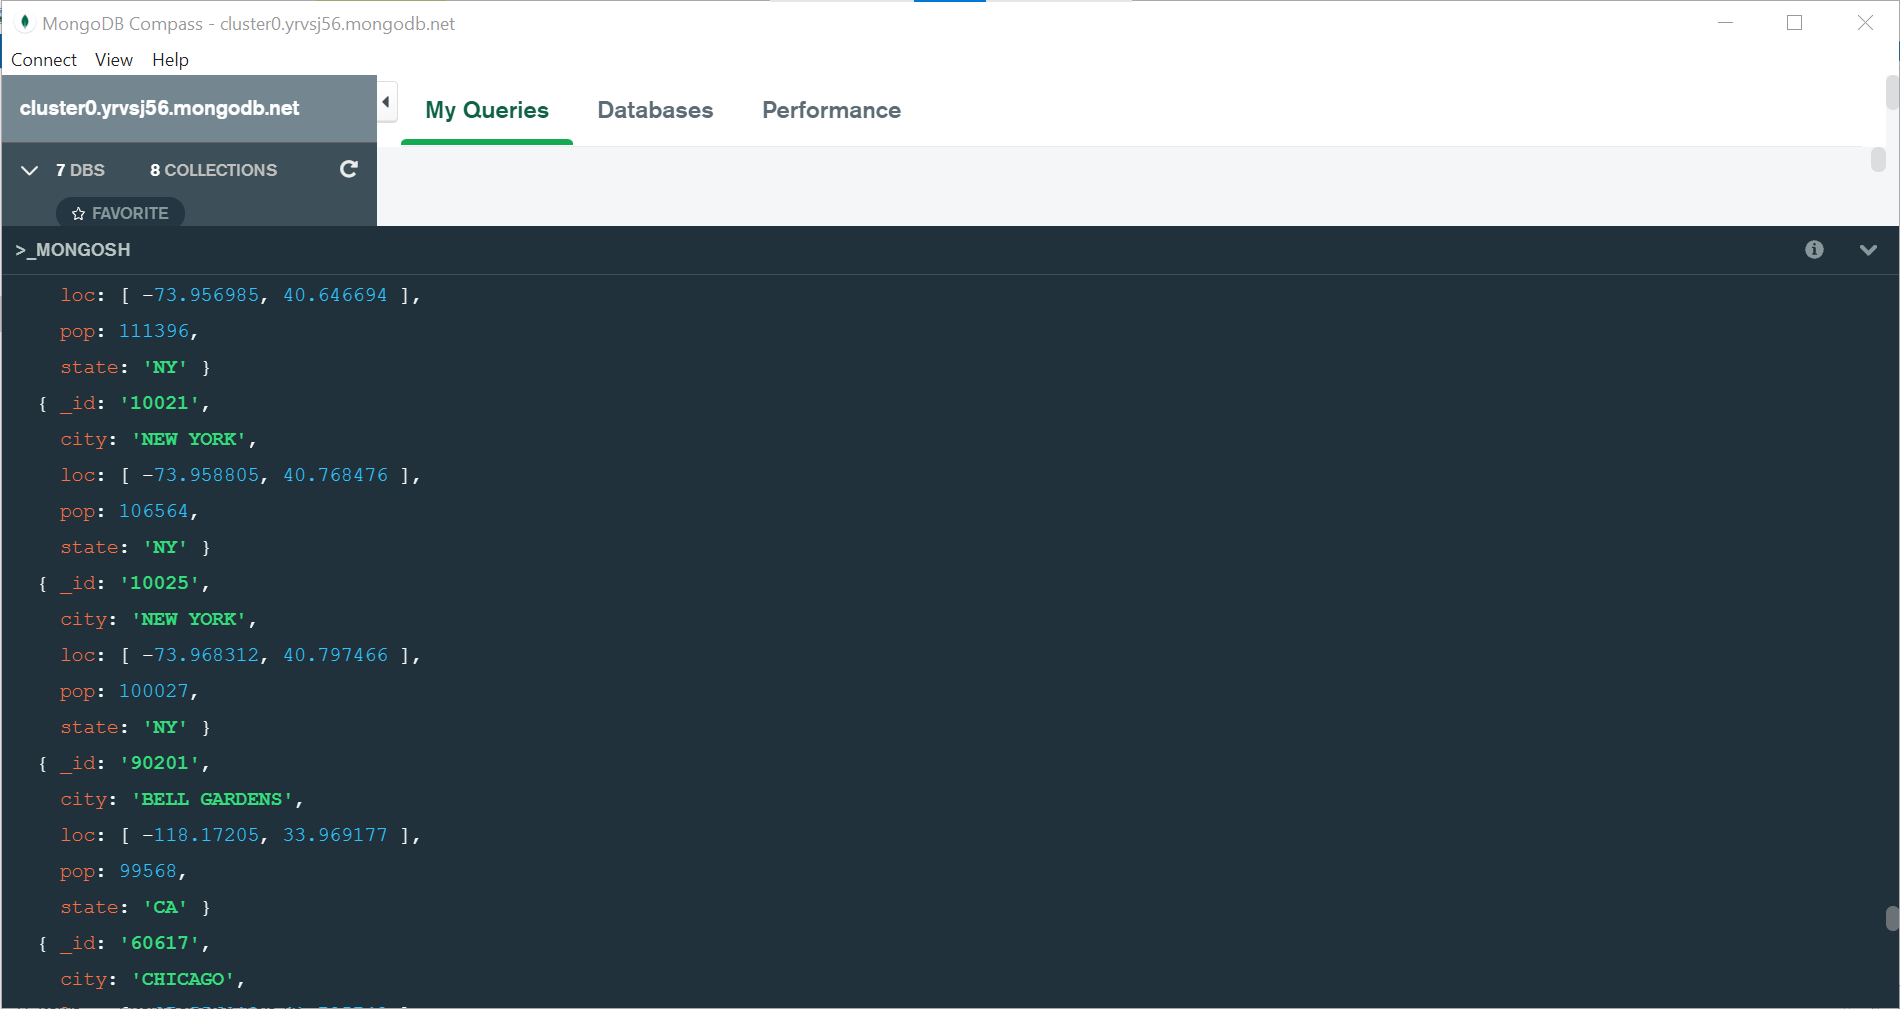 MongoDB Compass - cluster0.yrvsj56.mongodb.net
Connect View Help
cluster0.yrvsj56.mongodb.net
My Queries Databases Performance
7 DBS 8 COLLECTIONS
FAVORITE
>_MONGOSH
loc: [ -73.956985, 40.646694 ],
pop: 111396,
state: 'NY' }
{ _id: '10021',
city: 'NEW YORK',
loc: [ -73.958805, 40.768476 ],
pop: 106564,
state: 'NY' }
{ _id: '10025',
city: 'NEW YORK',
loc: [ -73.968312, 40.797466 ],
pop: 100027,
state: 'NY' }
{ _id: '90201',
city: 'BELL GARDENS',
loc: [ -118.17205, 33.969177 ],
pop: 99568,
state: 'CA' }
{ _id: '60617',
city: 'CHICAGO',